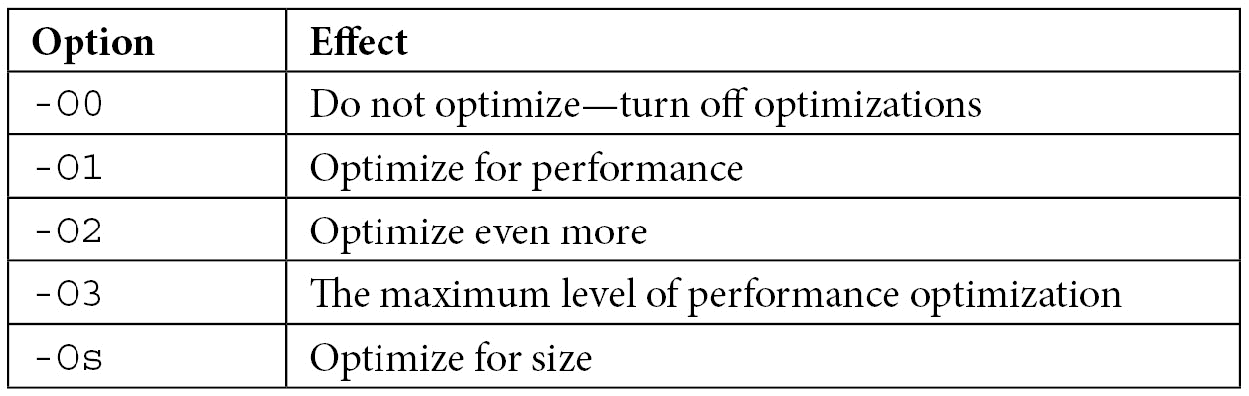 Option Effect
-O0 Do not optimize—turn off optimizations
-O1 Optimize for performance
-O2 Optimize even more
-O3 The maximum level of performance optimization
-Os Optimize for size